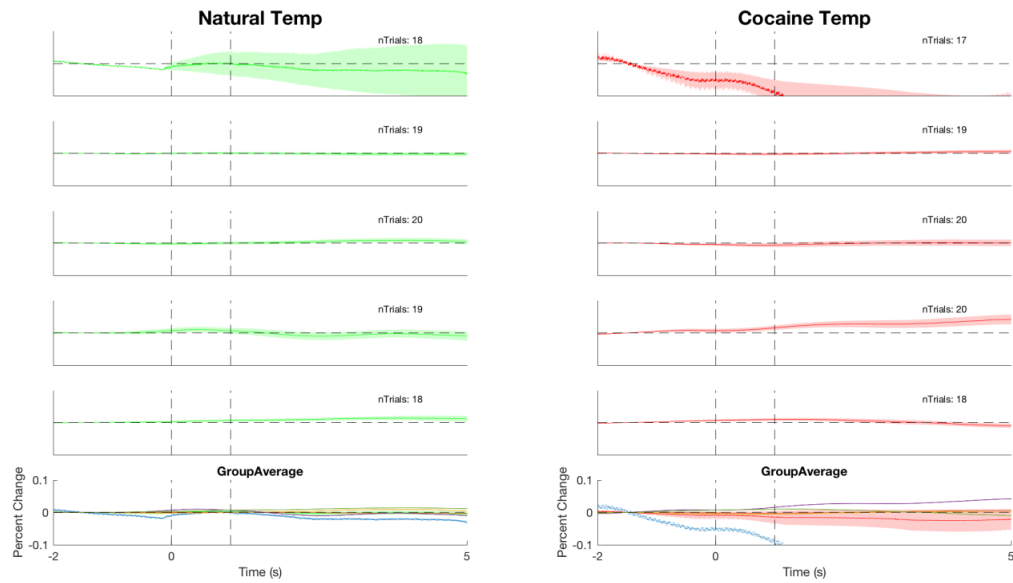 Natural Temp
nTrials: 18
nTrials: 19
nTrials: 20
nTrials: 19
nTrials: 18
GroupAverage
0.1
0
-0.1
Percent Change
-2
0
5
Time (s)
Cocaine Temp
nTrials: 17
nTrials: 19
nTrials: 20
nTrials: 20
nTrials: 18
GroupAverage
0.1
0
-0.1
Percent Change
-2
0
5
Time (s)